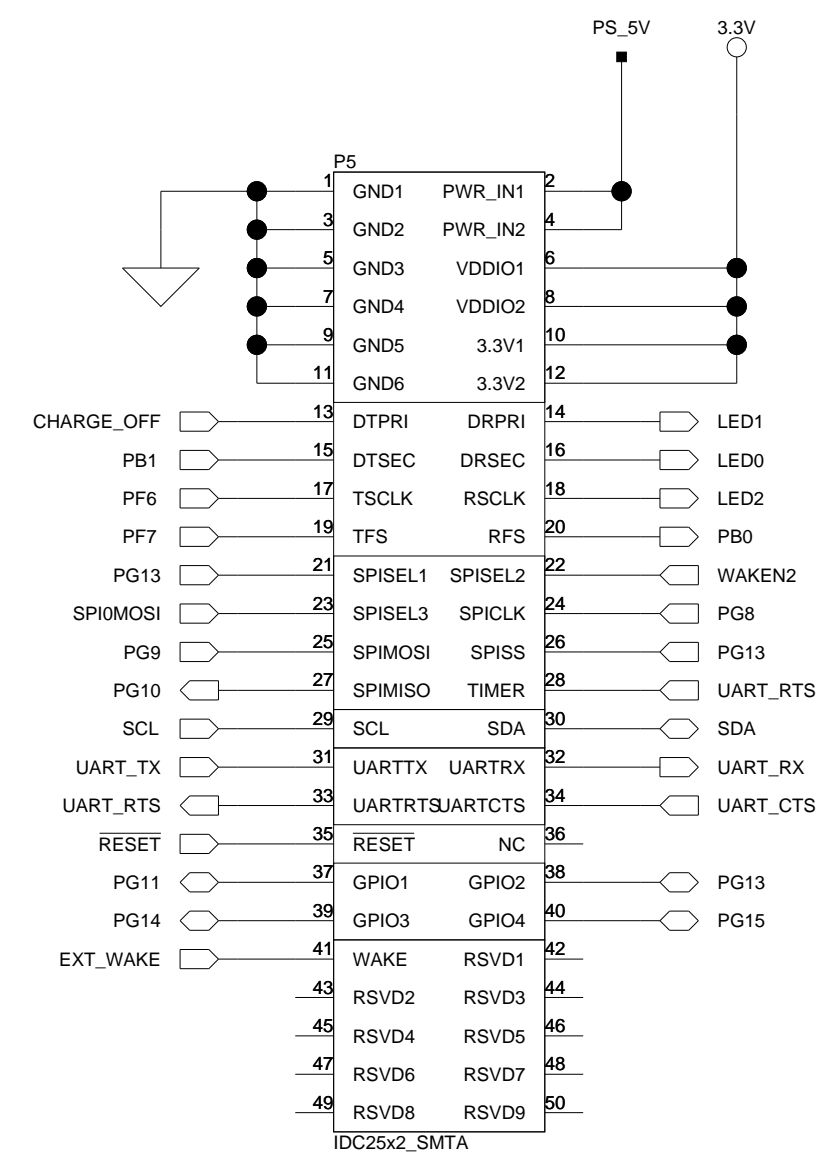 PS_5V 3.3V
P5
1 GND1 PWR_IN1 2
3 GND2 PWR_IN2 4
5 GND3 VDDIO1 6
7 GND4 VDDIO2 8
9 GND5 3.3V1 10
11 GND6 3.3V2 12
CHARGE_OFF 13 DTPRI DRPRI 14 LED1
PB1 15 DTSEC DRSEC 16 LED0
PF6 17 TSCLK RSCLK 18 LED2
PF7 19 TFS RFS 20 PB0
PG13 21 SPISEL1 SPISEL2 22 WAKEN2
SPI0MOSI 23 SPISEL3 SPICLK 24 PG8
PG9 25 SPIMOSI SPISS 26 PG13
PG10 27 SPIMISO TIMER 28 UART_RTS
SCL 29 SCL SDA 30 SDA
UART_TX 31 UARTTX UARTRX 32 UART_RX
UART_RTS 33 UARTRTS UARTCTS 34 UART_CTS
RESET 35 RESET NC 36
PG11 37 GPIO1 GPIO2 38 PG13
PG14 39 GPIO3 GPIO4 40 PG15
EXT_WAKE 41 WAKE RSVD1 42
43 RSVD2 RSVD3 44
45 RSVD4 RSVD5 46
47 RSVD6 RSVD7 48
49 RSVD8 RSVD9 50
IDC25x2_SMTA